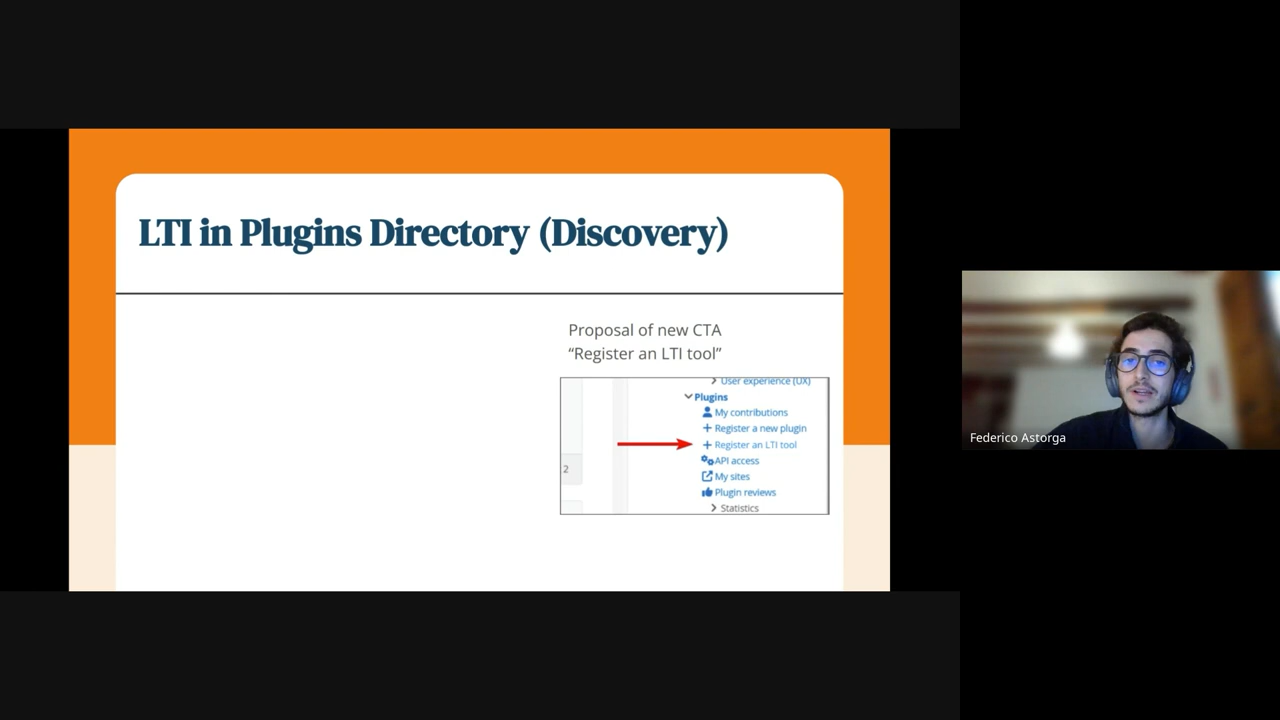 LTI in Plugins Directory (Discovery)
Proposal of new CTA
“Register an LTI tool”
User experience (UX)
Plugins
My contributions
Register a new plugin
Register an LTI tool
API access
2
My sites
Plugin reviews
Statistics
Federico Astorga